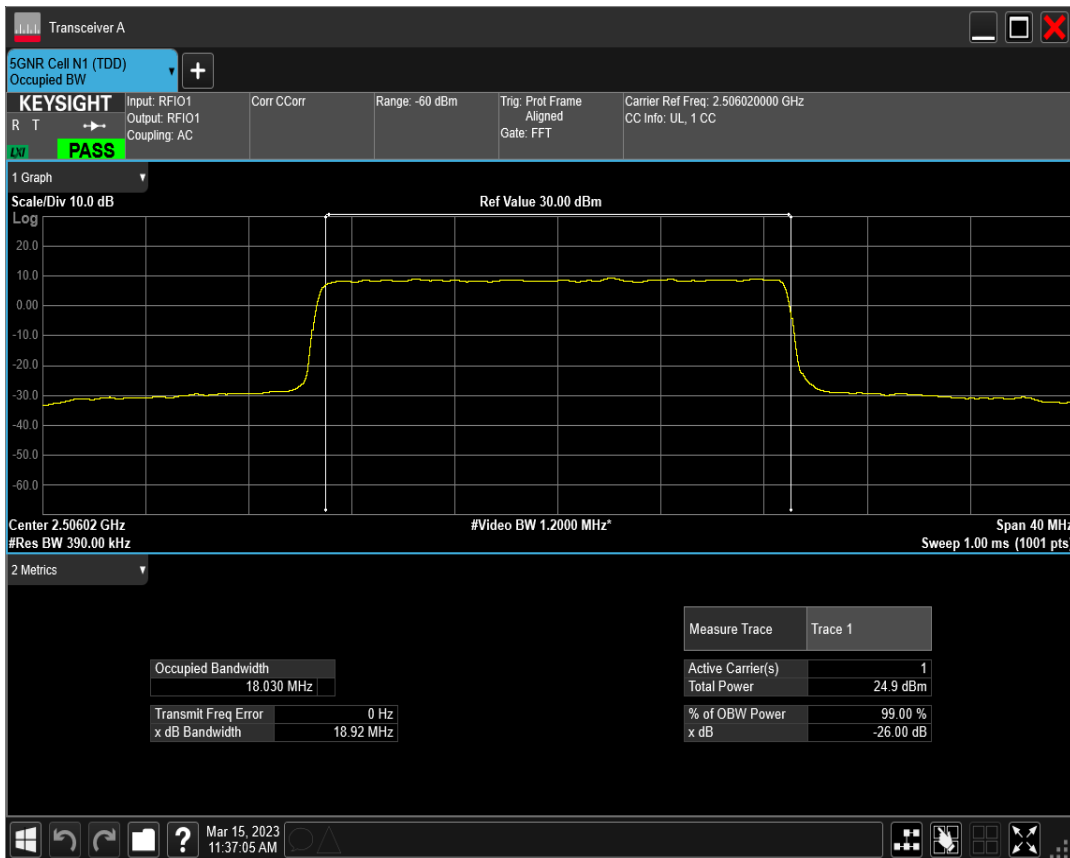 Transceiver A
5GNR Cell N1 (TDD)
Occupied BW
+
KEYSIGHT
R T
LXI
PASS
Input: RFIO1
Output: RFIO1
Coupling: AC
Corr CCorr
Range: -60 dBm
Trig: Prot Frame
Aligned
Gate: FFT
Carrier Ref Freq: 2.506020000 GHz
CC Info: UL, 1 CC
1 Graph
Scale/Div 10.0 dB
Ref Value 30.00 dBm
Log
20.0
10.0
0.00
-10.0
-20.0
-30.0
-40.0
-50.0
-60.0
Center 2.50602 GHz
#Video BW 1.2000 MHz*
Span 40 MHz
#Res BW 390.00 kHz
Sweep 1.00 ms (1001 pts)
2 Metrics
Measure Trace Trace 1
Occupied Bandwidth
18.030 MHz
Active Carrier(s) 1
Total Power 24.9 dBm
Transmit Freq Error 0 Hz
x dB Bandwidth 18.92 MHz
% of OBW Power 99.00 %
x dB -26.00 dB
?
Mar 15, 2023
11:37:05 AM